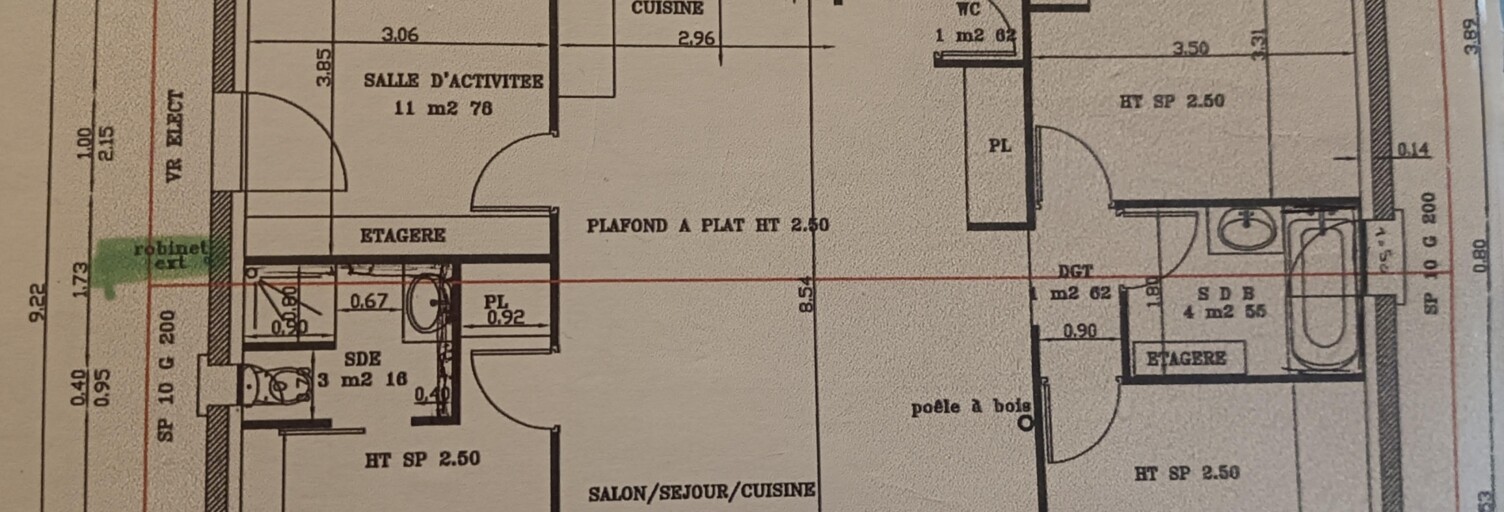 CUISINE
WC
1 m2 62
3.06
2.96
3.85
SALLE D'ACTIVITEE
11 m2 76
3.50
3.31
3.89
HT SP 2.50
VR ELECT
1.00
2.15
PL
0.14
ETAGERE
PLAFOND A PLAT HT 2.50
robinet
ext
1.73
9.22
8.54
DGT
1 m2 62
1.80
S D B
4 m2 55
SP 10 G 200
0.80
0.67
0.80
0.90
PL
0.92
0.90
ETAGERE
SDE
3 m2 16
0.40
0.40
0.95
SP 10 G 200
poêle à bois
HT SP 2.50
HT SP 2.50
SALON/SEJOUR/CUISINE